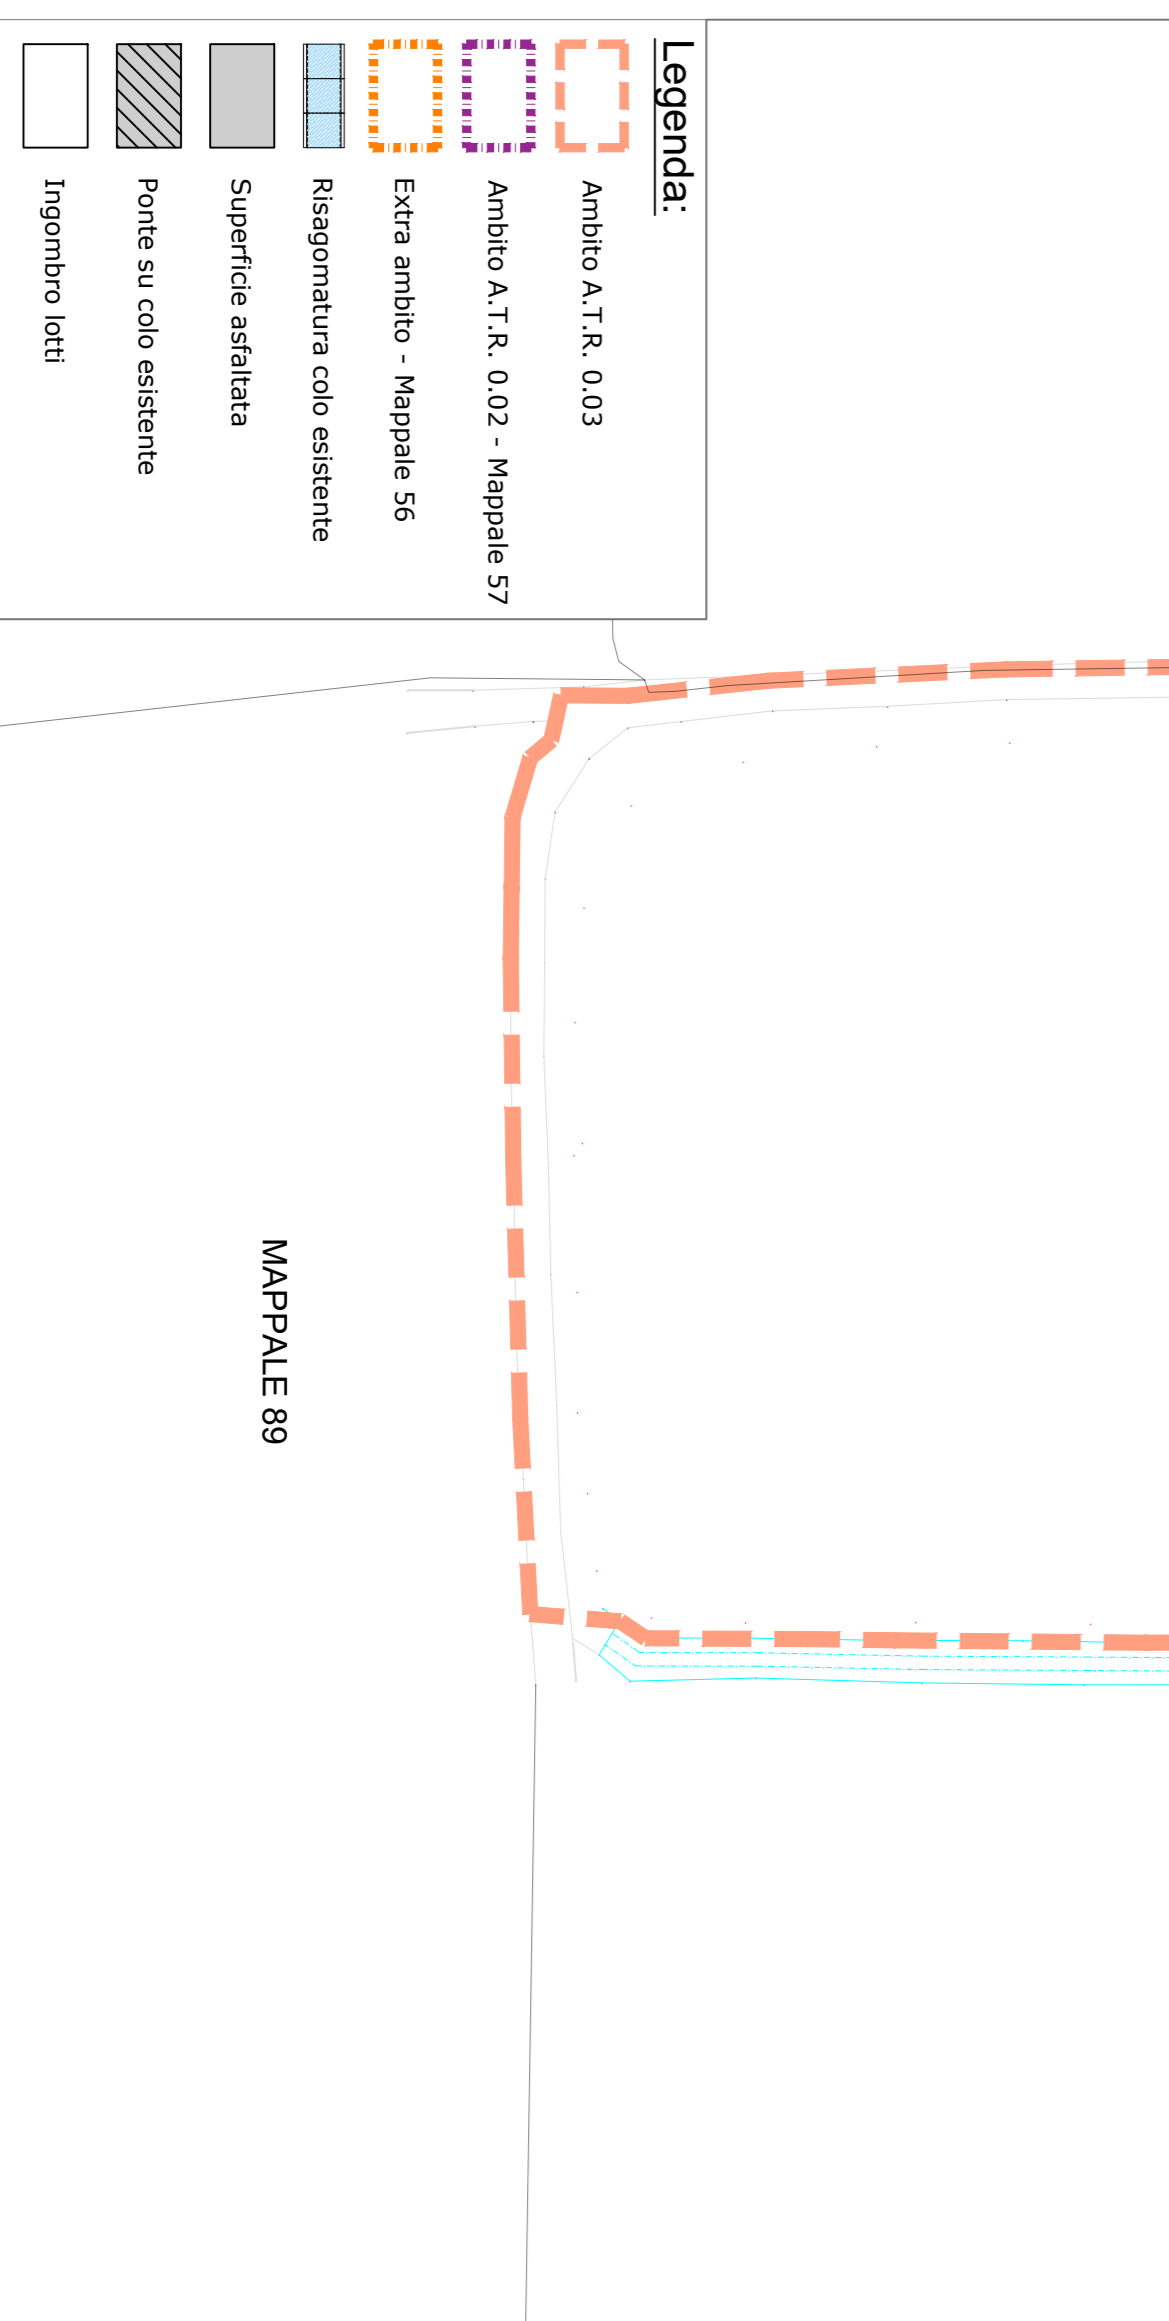 Legenda:
Ambito A.T.R. 0.03
Ambito A.T.R. 0.02 - Mappale 57
Extra ambito - Mappale 56
Risagomatura colo esistente
Superficie asfaltata
Ponte su colo esistente
Ingombro lotti
MAPPALE 89